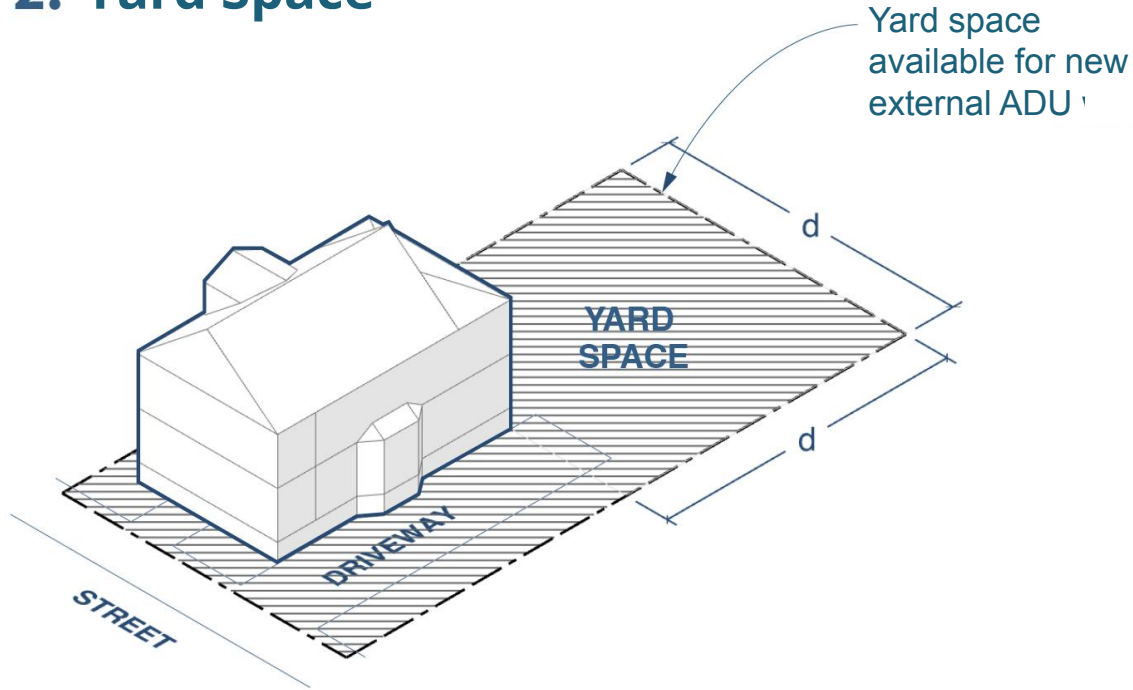 2. Yard Space
Yard space
available for new
external ADU
d
YARD
SPACE
d
DRIVEWAY
STREET